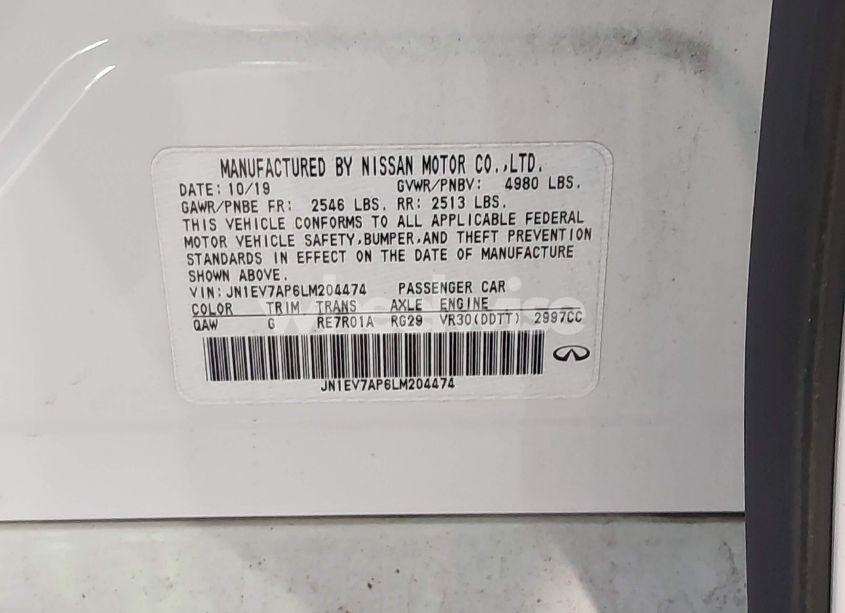 MANUFACTURED BY NISSAN MOTOR CO.,LTD.
DATE: 10/19 GVWR/PNBV: 4980 LBS.
GAWR/PNBE FR: 2546 LBS. RR: 2513 LBS.
THIS VEHICLE CONFORMS TO ALL APPLICABLE FEDERAL
MOTOR VEHICLE SAFETY,BUMPER,AND THEFT PREVENTION
STANDARDS IN EFFECT ON THE DATE OF MANUFACTURE
SHOWN ABOVE.
VIN: JN1EV7AP6LM204474 PASSENGER CAR
COLOR TRIM TRANS AXLE ENGINE
QAW G RE7R01A RG29 VR30(DDTT) 2997CC
JN1EV7AP6LM204474